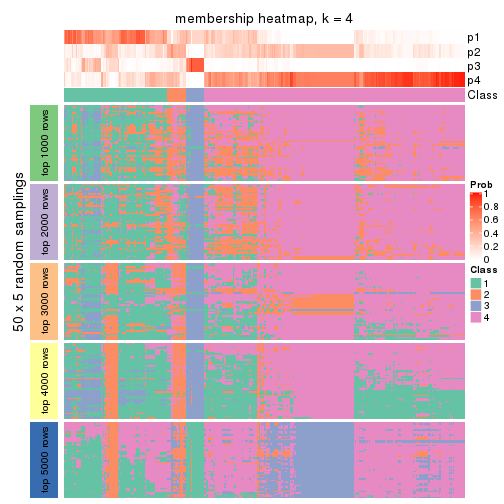 membership heatmap, k = 4
p1
p2
p3
p4
Class
50 x 5 random samplings
top 1000 rows
top 2000 rows
top 3000 rows
top 4000 rows
top 5000 rows
Prob
1
0.8
0.6
0.4
0.2
0
Class
1
2
3
4